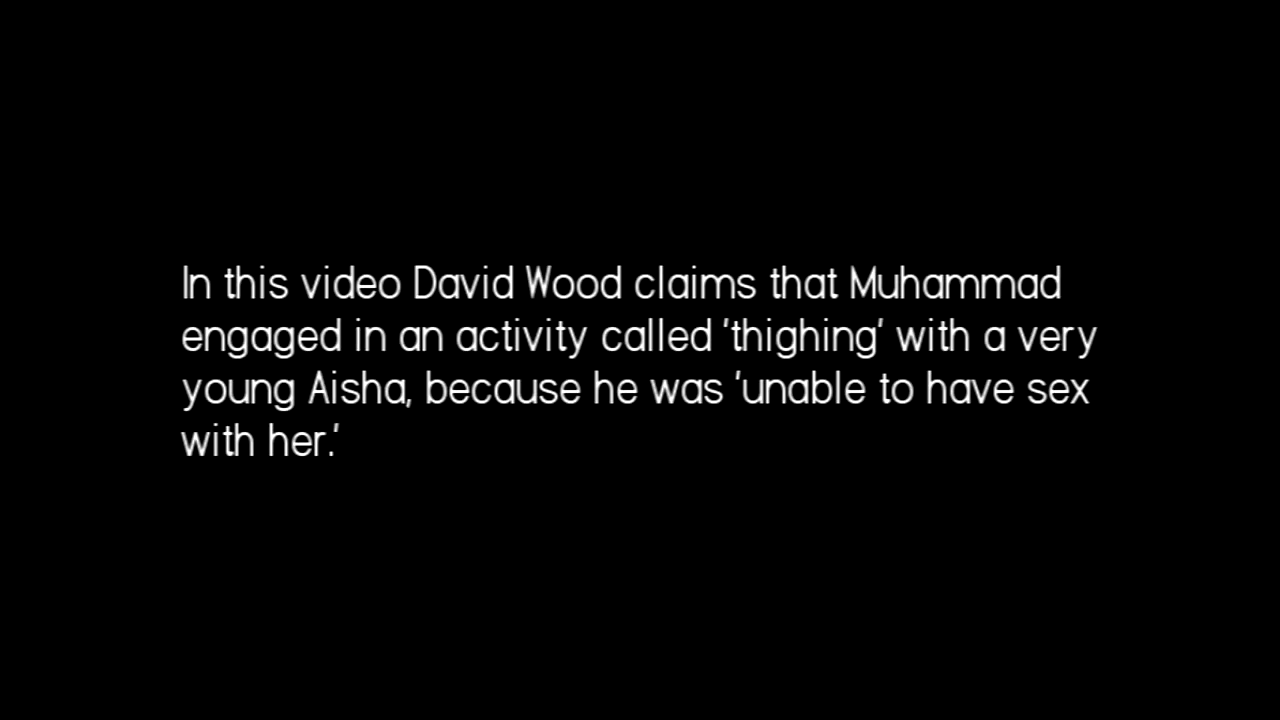 In this video David Wood claims that Muhammad
engaged in an activity called 'thighing' with a very
young Aisha, because he was 'unable to have sex
with her.'